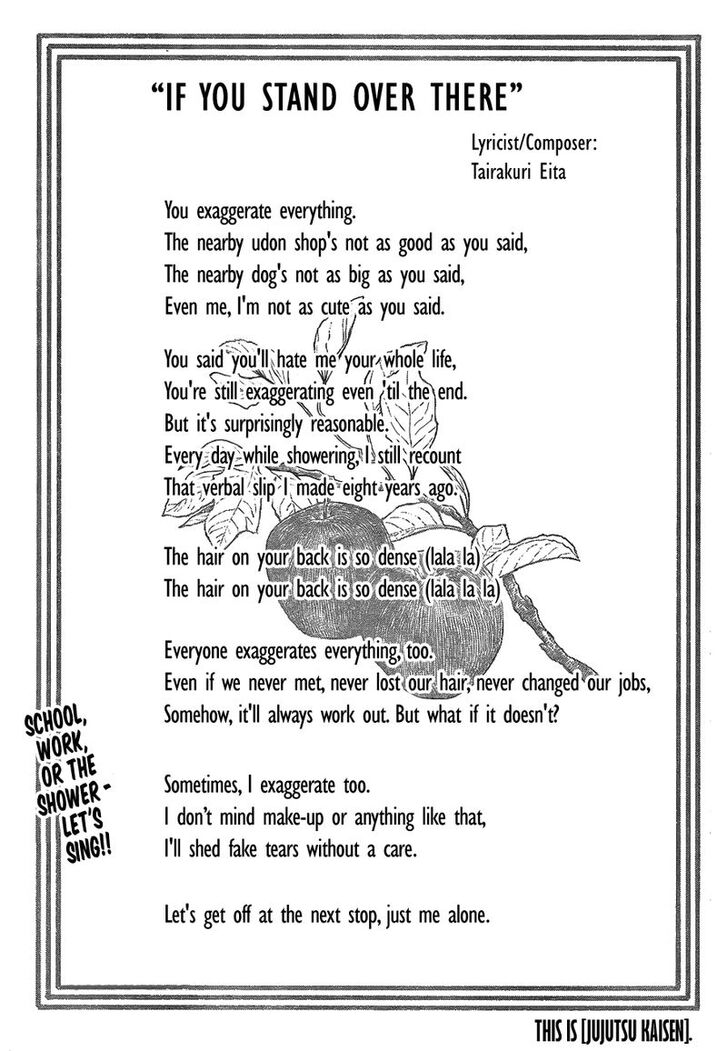 “IF YOU STAND OVER THERE”
Lyricist/Composer:
Tairakuri Eita
You exaggerate everything.
The nearby udon shop's not as good as you said,
The nearby dog's not as big as you said,
Even me, I'm not as cute as you said.
You said you'll hate me your whole life,
You're still exaggerating even 'til the end.
But it's surprisingly reasonable.
Every day while showering, I still recount
That verbal slip I made eight years ago.
The hair on your back is so dense (lala la)
The hair on your back is so dense (lala la la)
Everyone exaggerates everything, too.
Even if we never met, never lost our hair, never changed our jobs,
Somehow, it'll always work out. But what if it doesn't?
Sometimes, I exaggerate too.
I don’t mind make-up or anything like that,
I'll shed fake tears without a care.
Let's get off at the next stop, just me alone.
SCHOOL,
WORK,
OR THE
SHOWER -
LET'S
SING!!
THIS IS [JUJUTSU KAISEN].